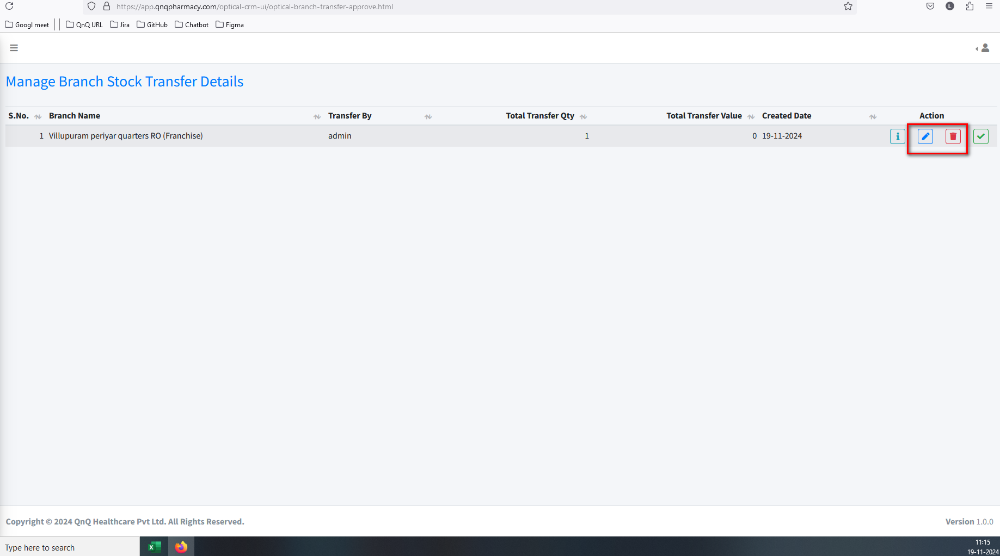 https://app.qnqpharmacy.com/optical-crm-ui/optical-branch-transfer-approve.html
L
Googl meet QnQ URL Jira GitHub Chatbot Figma
Manage Branch Stock Transfer Details
S.No. Branch Name Transfer By Total Transfer Qty Total Transfer Value Created Date Action
1 Villupuram periyar quarters RO (Franchise) admin 1 0 19-11-2024
Copyright © 2024 QnQ Healthcare Pvt Ltd. All Rights Reserved. Version 1.0.0
Type here to search
11:15
19-11-2024